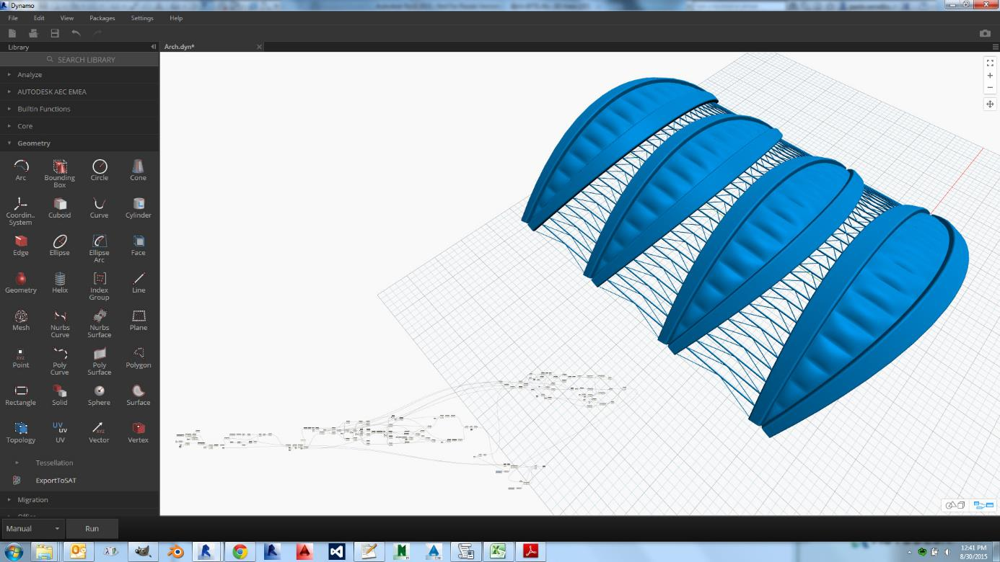 Dynamo
File Edit View Packages Settings Help
Library
Arch.dyn*
SEARCH LIBRARY
Analyze
AUTODESK AEC EMEA
Builtin Functions
Core
Geometry
Arc Bounding Box Circle Cone
Coordin.. System Cuboid Curve Cylinder
Edge Ellipse Ellipse Arc Face
Geometry Helix Index Group Line
Mesh Nurbs Curve Nurbs Surface Plane
Point Poly Curve Poly Surface Polygon
Rectangle Solid Sphere Surface
Topology UV Vector Vertex
Tessellation
ExportToSAT
Migration
Office
Manual Run
12:41 PM
8/30/2015